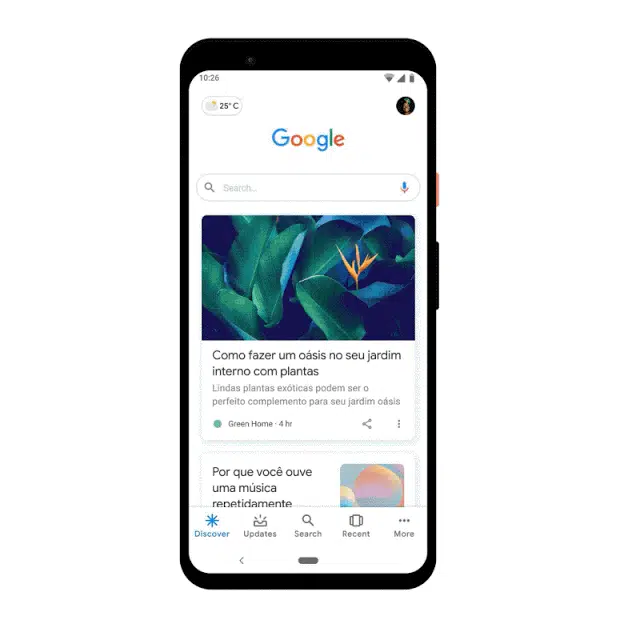 10:26
25° C
Google
Search...
Como fazer um oásis no seu jardim
interno com plantas
Lindas plantas exóticas podem ser o
perfeito complemento para seu jardim oásis
Green Home · 4 hr
Por que você ouve
uma música
repetidamente
Discover Updates Search Recent More